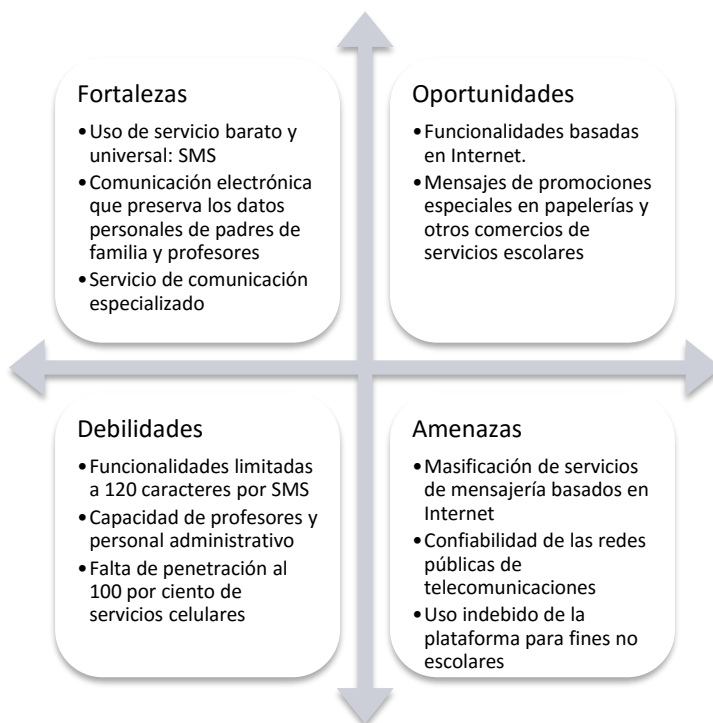 Fortalezas
•Uso de servicio barato y
universal: SMS
•Comunicación electrónica
que preserva los datos
personales de padres de
familia y profesores
•Servicio de comunicación
especializado
Oportunidades
•Funcionalidades basadas
en Internet.
•Mensajes de promociones
especiales en papelerías y
otros comercios de
servicios escolares
Debilidades
•Funcionalidades limitadas
a 120 caracteres por SMS
•Capacidad de profesores y
personal administrativo
•Falta de penetración al
100 por ciento de
servicios celulares
Amenazas
•Masificación de servicios
de mensajería basados en
Internet
•Confiabilidad de las redes
públicas de
telecomunicaciones
•Uso indebido de la
plataforma para fines no
escolares